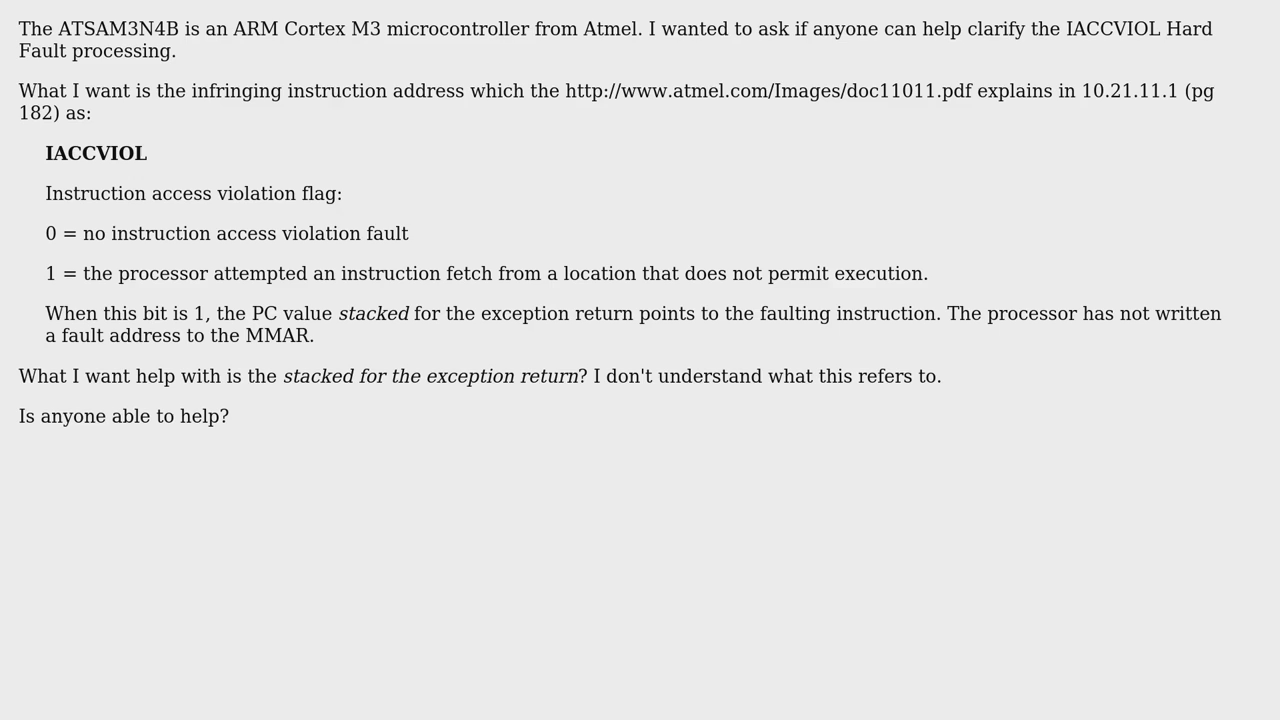 The ATSAM3N4B is an ARM Cortex M3 microcontroller from Atmel. I wanted to ask if anyone can help clarify the IACCVIOL Hard
Fault processing.
What I want is the infringing instruction address which the http://www.atmel.com/Images/doc11011.pdf explains in 10.21.11.1 (pg
182) as:
IACCVIOL
Instruction access violation flag:
0 = no instruction access violation fault
1 = the processor attempted an instruction fetch from a location that does not permit execution.
When this bit is 1, the PC value stacked for the exception return points to the faulting instruction. The processor has not written
a fault address to the MMAR.
What I want help with is the stacked for the exception return? I don't understand what this refers to.
Is anyone able to help?